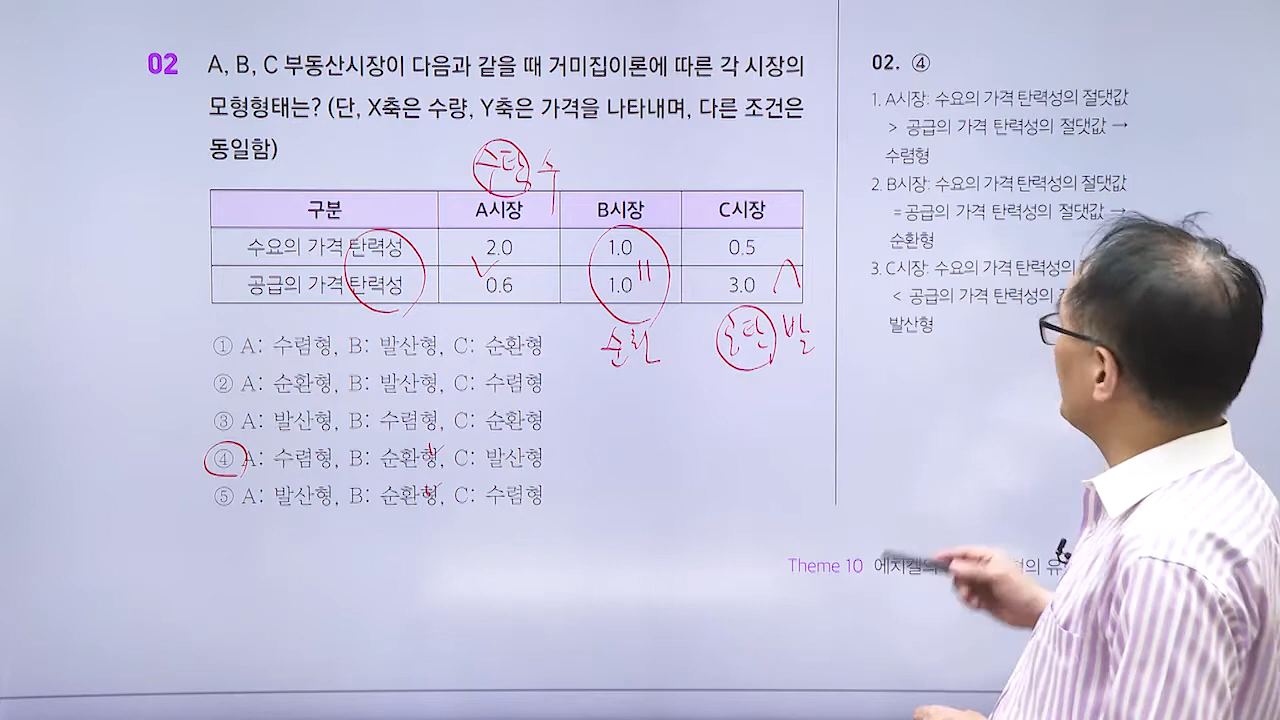 02 A, B, C 부동산시장이 다음과 같을 때 거미집이론에 따른 각 시장의
모형형태는? (단, X축은 수량, Y축은 가격을 나타내며, 다른 조건은
동일함)
수탄 수
구분 A시장 B시장 C시장
수요의 가격 탄력성 2.0 1.0 0.5
공급의 가격 탄력성 0.6 1.0 3.0
순환
발
① A: 수렴형, B: 발산형, C: 순환형
② A: 순환형, B: 발산형, C: 수렴형
③ A: 발산형, B: 수렴형, C: 순환형
④ A: 수렴형, B: 순환형, C: 발산형
⑤ A: 발산형, B: 순환형, C: 수렴형
02. ④
1. A시장: 수요의 가격 탄력성의 절댓값
> 공급의 가격 탄력성의 절댓값 →
수렴형
2. B시장: 수요의 가격 탄력성의 절댓값
= 공급의 가격 탄력성의 절댓값 →
순환형
3. C시장: 수요의 가격 탄력성의
< 공급의 가격 탄력성의
발산형
Theme 10